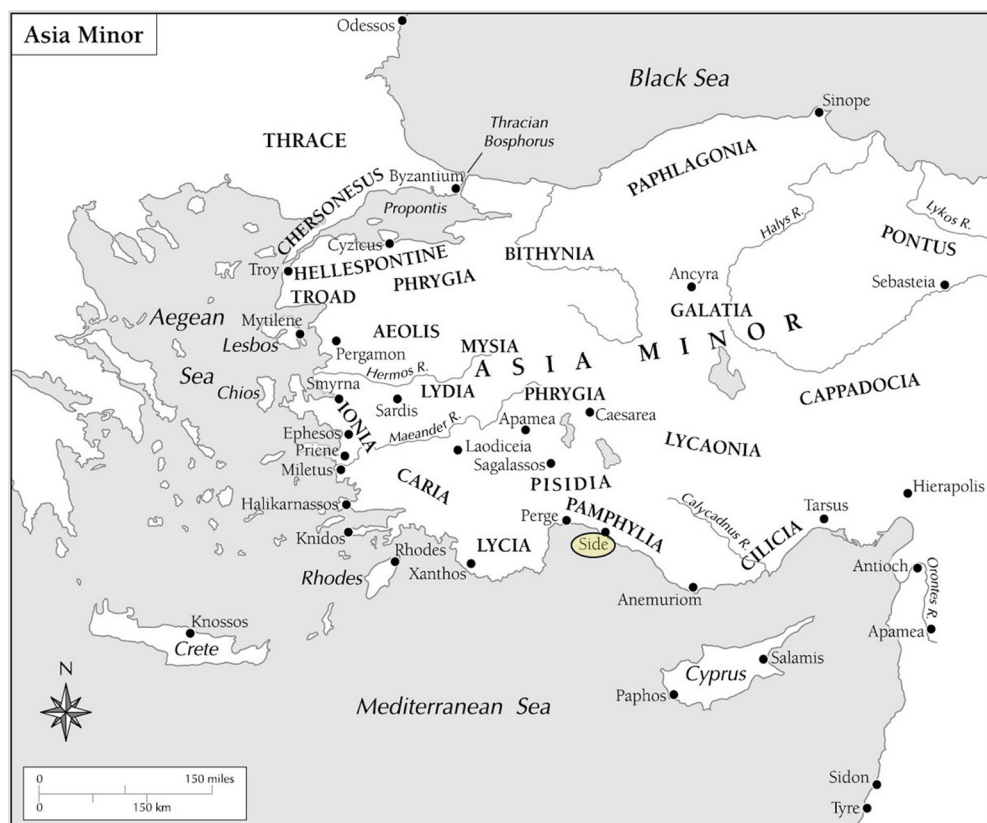 Asia Minor
Odessos
Black Sea
Sinope
Thracian
Bosphorus
THRACE
PAPHLAGONIA
Byzantium
CHERSONESUS
Propontis
Halys R.
Lykos R.
PONTUS
Cyzicus
BITHYNIA
Troy
HELLESPONTINE
PHRYGIA
Ancyra
Sebasteia
TROAD
GALATIA
Aegean
Sea
Mytilene
Lesbos
AEOLIS
Pergamon
MYSIA
ASIA MINOR
Hermos R.
Chios
Smyrna
LYDIA
Sardis
PHRYGIA
CAPPADOCIA
IONIA
Maeander R.
Apamea
Caesarea
Ephesos
Priene
Miletus
Laodiceia
Sagalassos
LYCAONIA
CARIA
PISIDIA
Hierapolis
Halikarnassos
Perge
PAMPHYLIA
Calycadnus R.
Tarsus
Knidos
LYCIA
Side
CILICIA
Rhodes
Rhodes
Xanthos
Anemuriom
Antioch
Orontes R.
Knossos
Crete
Apamea
Cyprus
Salamis
Paphos
N
Mediterranean Sea
0 150 miles
0 150 km
Sidon
Tyre